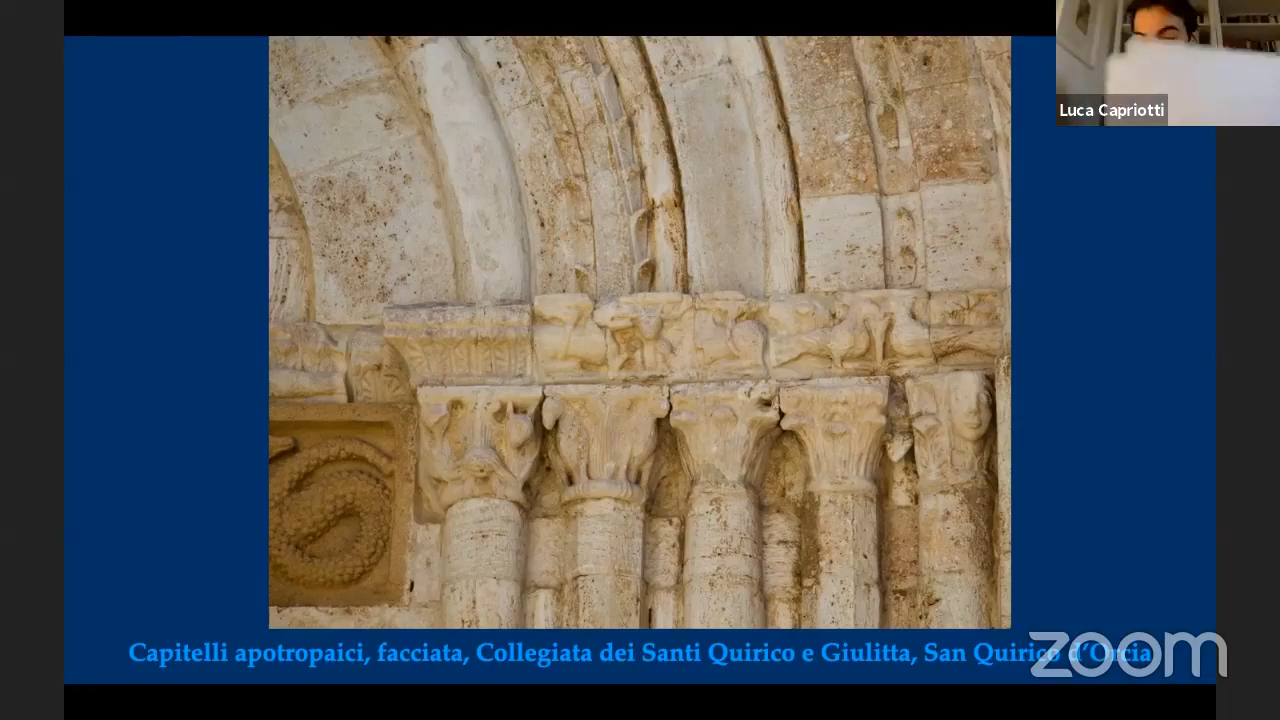 Luca Capriotti
Capitelli apotropaici, facciata, Collegiata dei Santi Quirico e Giulitta, San Quirico d'Orcia
zoom